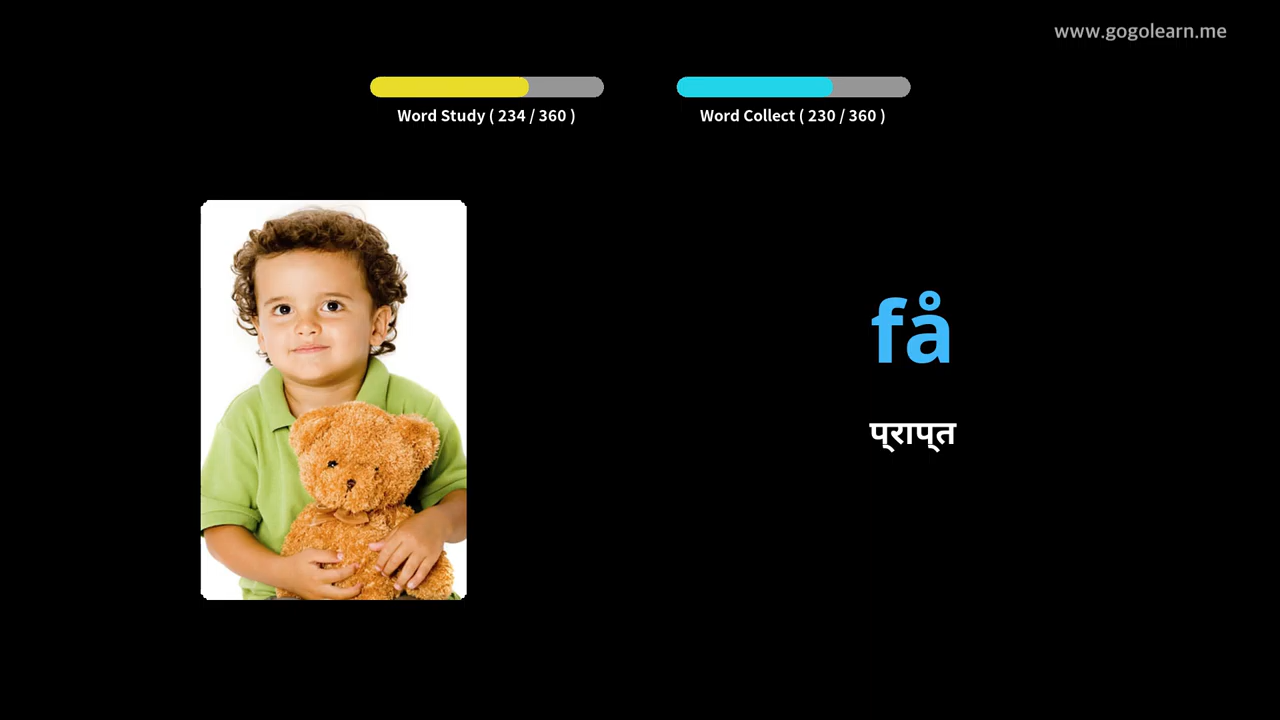 www.gogolearn.me
Word Study ( 234 / 360 )
Word Collect ( 230 / 360 )
få
प्राप्त